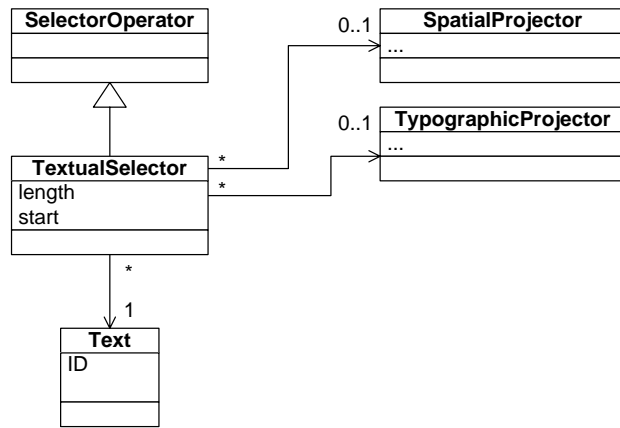 SelectorOperator
0..1
SpatialProjector
...
0..1
TypographicProjector
...
*
*
TextualSelector
length
start
*
1
Text
ID